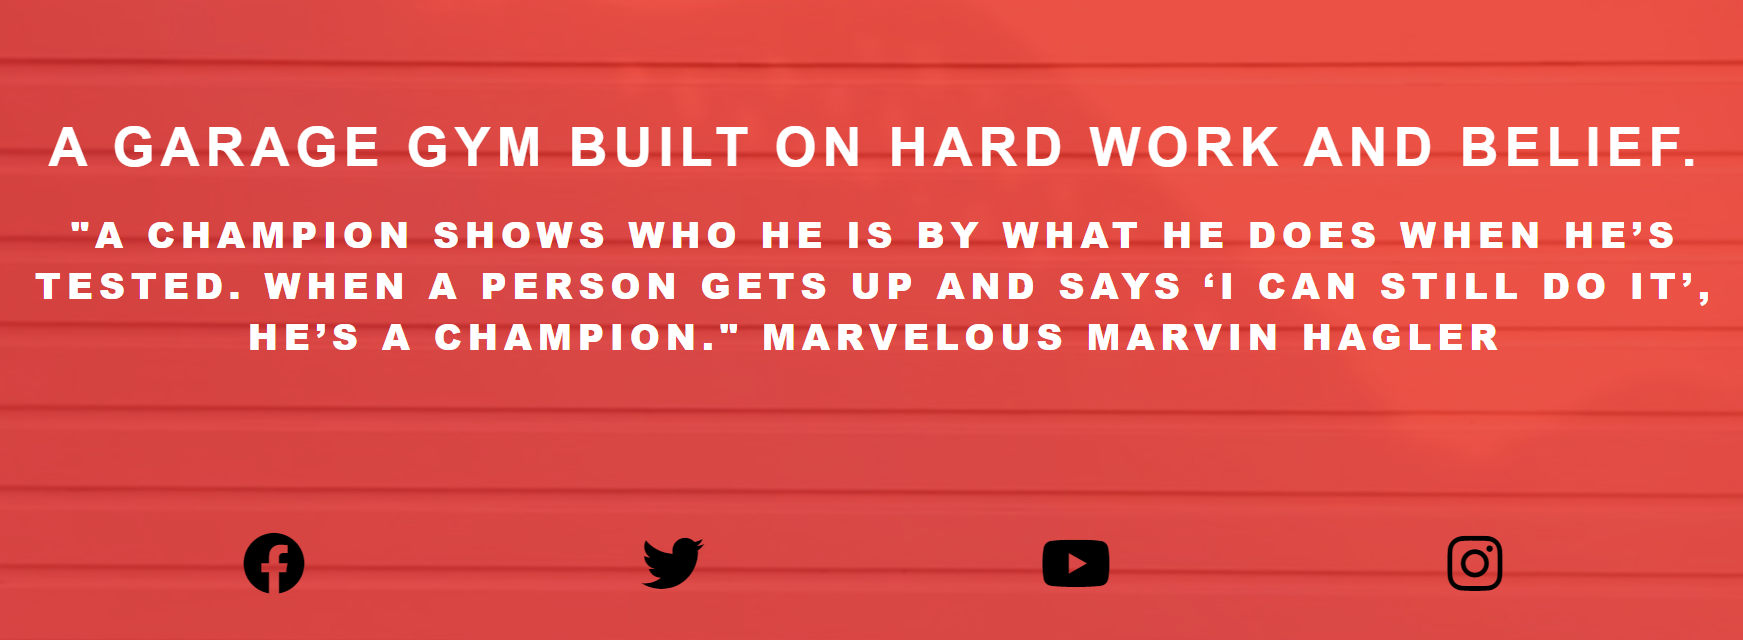 A GARAGE GYM BUILT ON HARD WORK AND BELIEF.
"A CHAMPION SHOWS WHO HE IS BY WHAT HE DOES WHEN HE’S
TESTED. WHEN A PERSON GETS UP AND SAYS ‘I CAN STILL DO IT’,
HE’S A CHAMPION." MARVELOUS MARVIN HAGLER